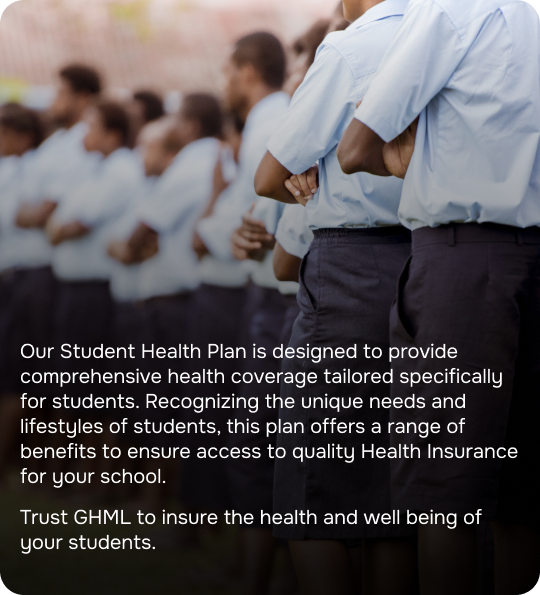 Our Student Health Plan is designed to provide
comprehensive health coverage tailored specifically
for students. Recognizing the unique needs and
lifestyles of students, this plan offers a range of
benefits to ensure access to quality Health Insurance
for your school.
Trust GHML to insure the health and well being of
your students.